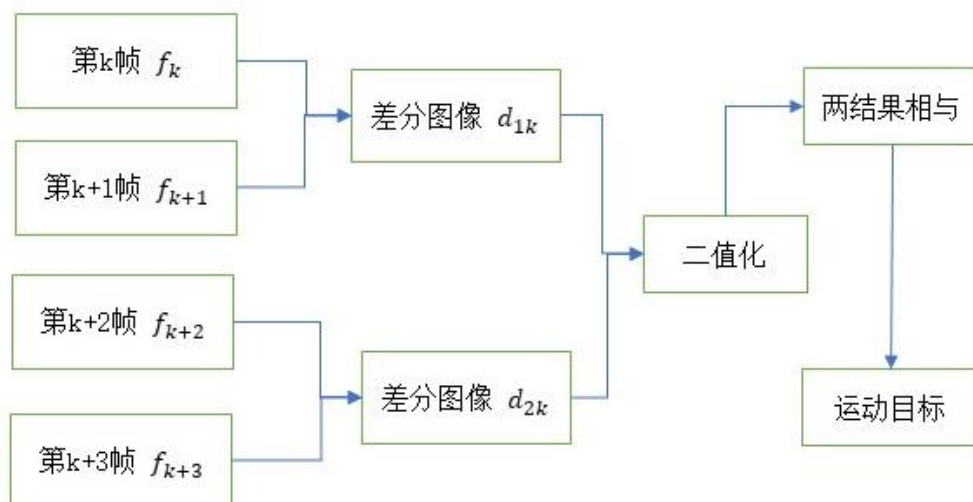 第k帧 f_k
第k+1帧 f_{k+1}
差分图像 d_{1k}
两结果相与
二值化
第k+2帧 f_{k+2}
第k+3帧 f_{k+3}
差分图像 d_{2k}
运动目标